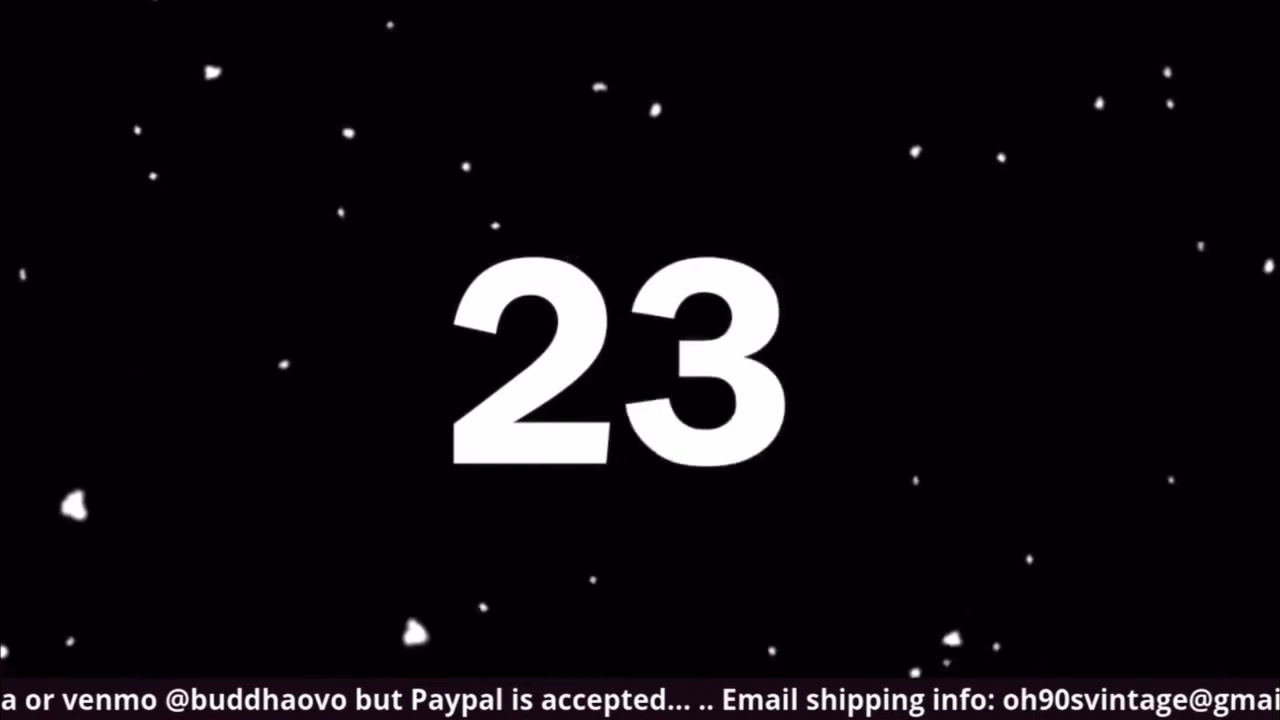 23
a or venmo @buddhaovo but Paypal is accepted... .. Email shipping info: oh90svintage@gmai